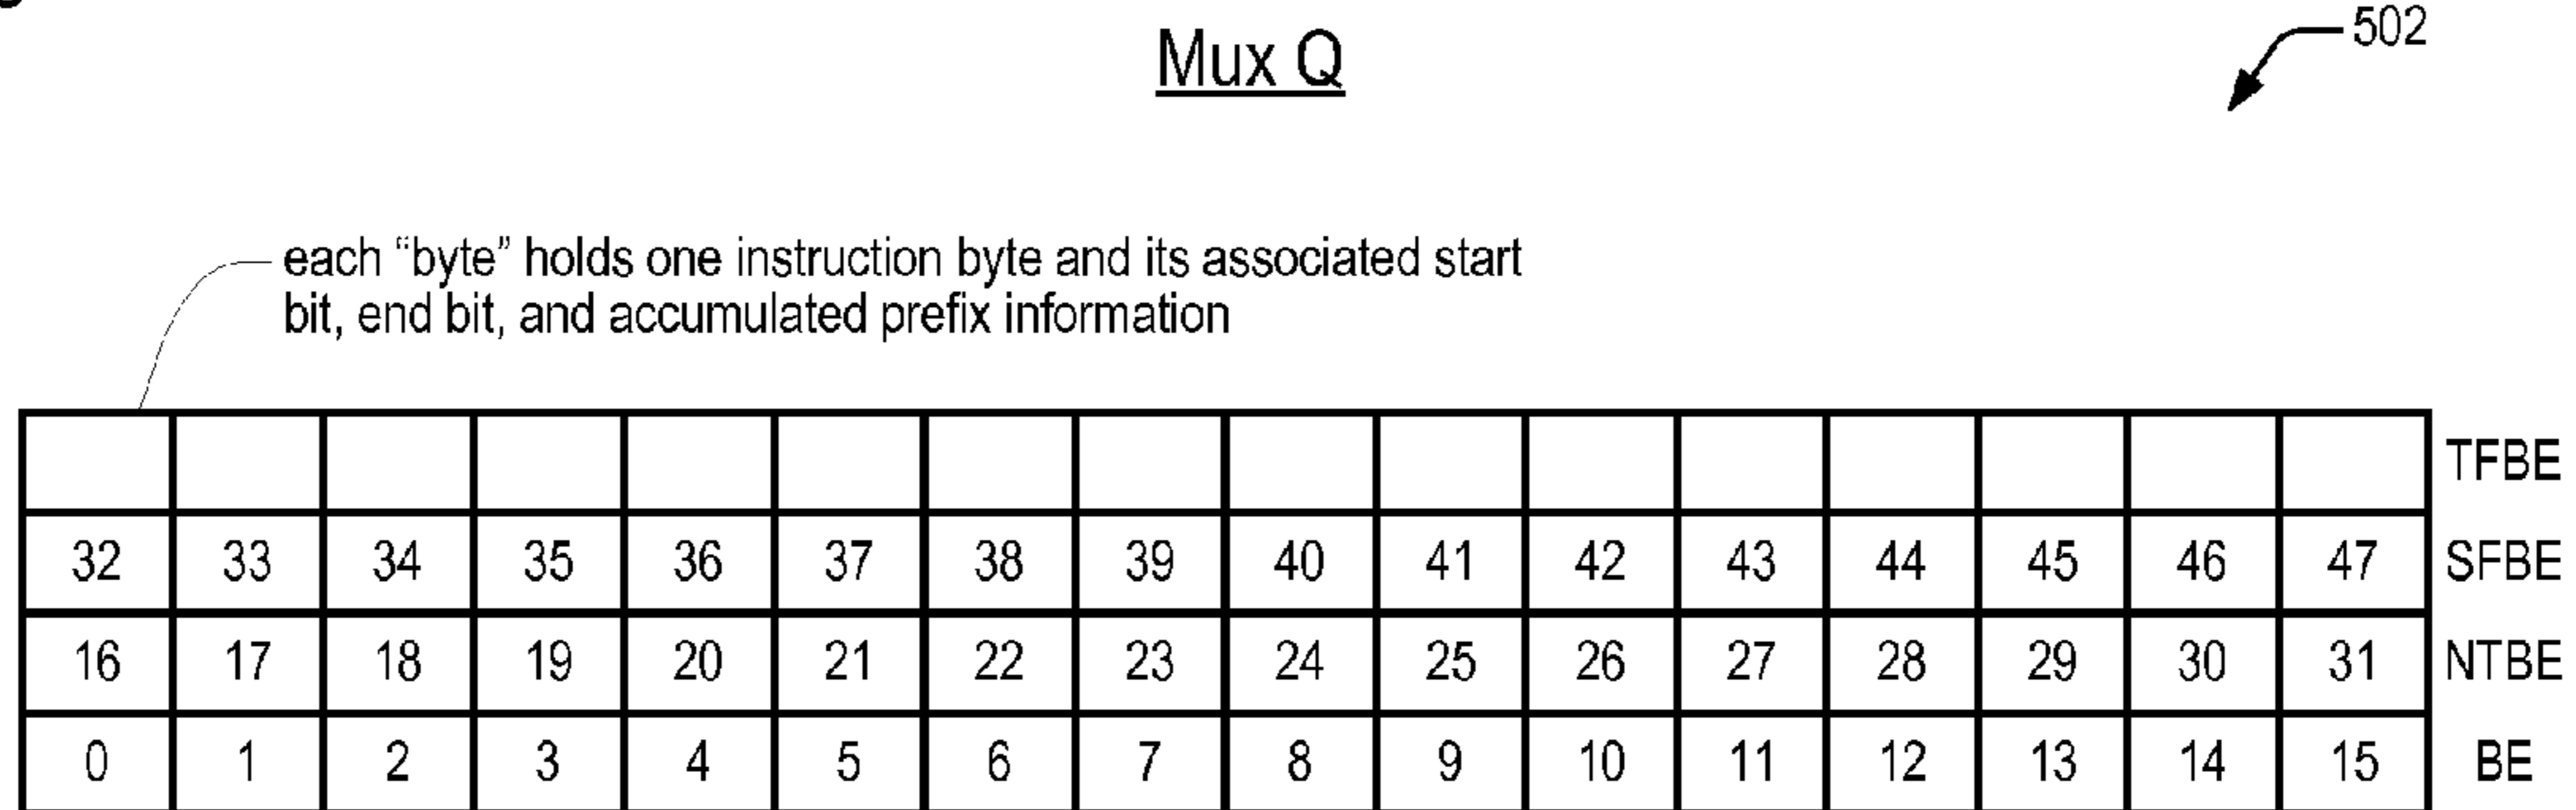 Mux Q
502
each “byte” holds one instruction byte and its associated start
bit, end bit, and accumulated prefix information
TFBE
32 33 34 35 36 37 38 39 40 41 42 43 44 45 46 47 SFBE
16 17 18 19 20 21 22 23 24 25 26 27 28 29 30 31 NTBE
0 1 2 3 4 5 6 7 8 9 10 11 12 13 14 15 BE